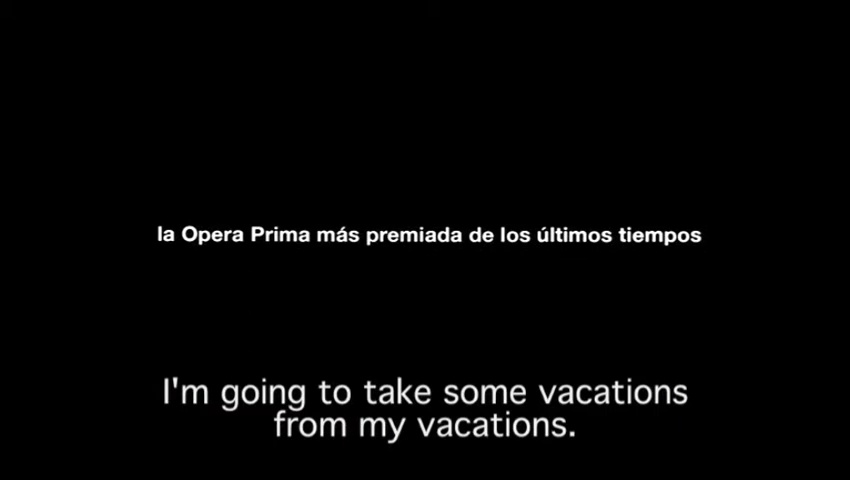 la Opera Prima más premiada de los últimos tiempos
I'm going to take some vacations
from my vacations.